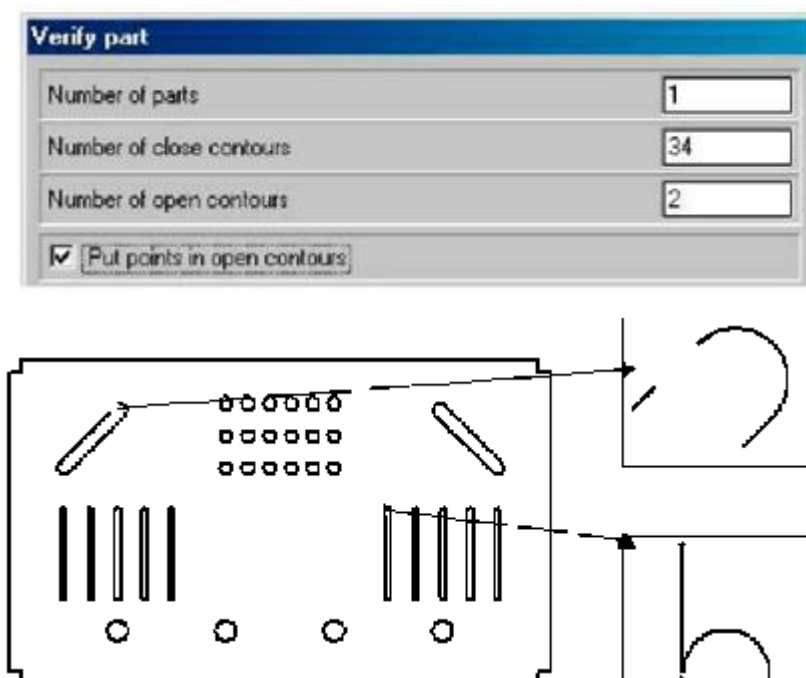 Verify part
Number of parts 1
Number of close contours 34
Number of open contours 2
Put points in open contours